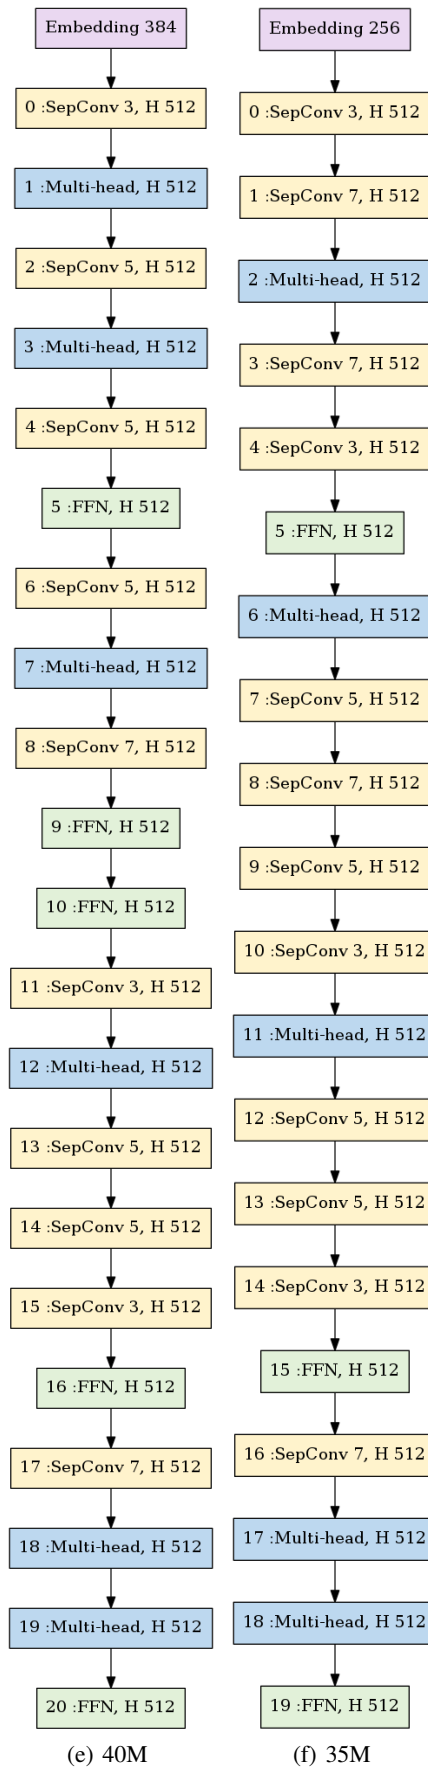 Embedding 384
0 :SepConv 3, H 512
1 :Multi-head, H 512
2 :SepConv 5, H 512
3 :Multi-head, H 512
4 :SepConv 5, H 512
5 :FFN, H 512
6 :SepConv 5, H 512
7 :Multi-head, H 512
8 :SepConv 7, H 512
9 :FFN, H 512
10 :FFN, H 512
11 :SepConv 3, H 512
12 :Multi-head, H 512
13 :SepConv 5, H 512
14 :SepConv 5, H 512
15 :SepConv 3, H 512
16 :FFN, H 512
17 :SepConv 7, H 512
18 :Multi-head, H 512
19 :Multi-head, H 512
20 :FFN, H 512
(e) 40M
Embedding 256
0 :SepConv 3, H 512
1 :SepConv 7, H 512
2 :Multi-head, H 512
3 :SepConv 7, H 512
4 :SepConv 3, H 512
5 :FFN, H 512
6 :Multi-head, H 512
7 :SepConv 5, H 512
8 :SepConv 7, H 512
9 :SepConv 5, H 512
10 :SepConv 3, H 512
11 :Multi-head, H 512
12 :SepConv 5, H 512
13 :SepConv 5, H 512
14 :SepConv 3, H 512
15 :FFN, H 512
16 :SepConv 7, H 512
17 :Multi-head, H 512
18 :Multi-head, H 512
19 :FFN, H 512
(f) 35M